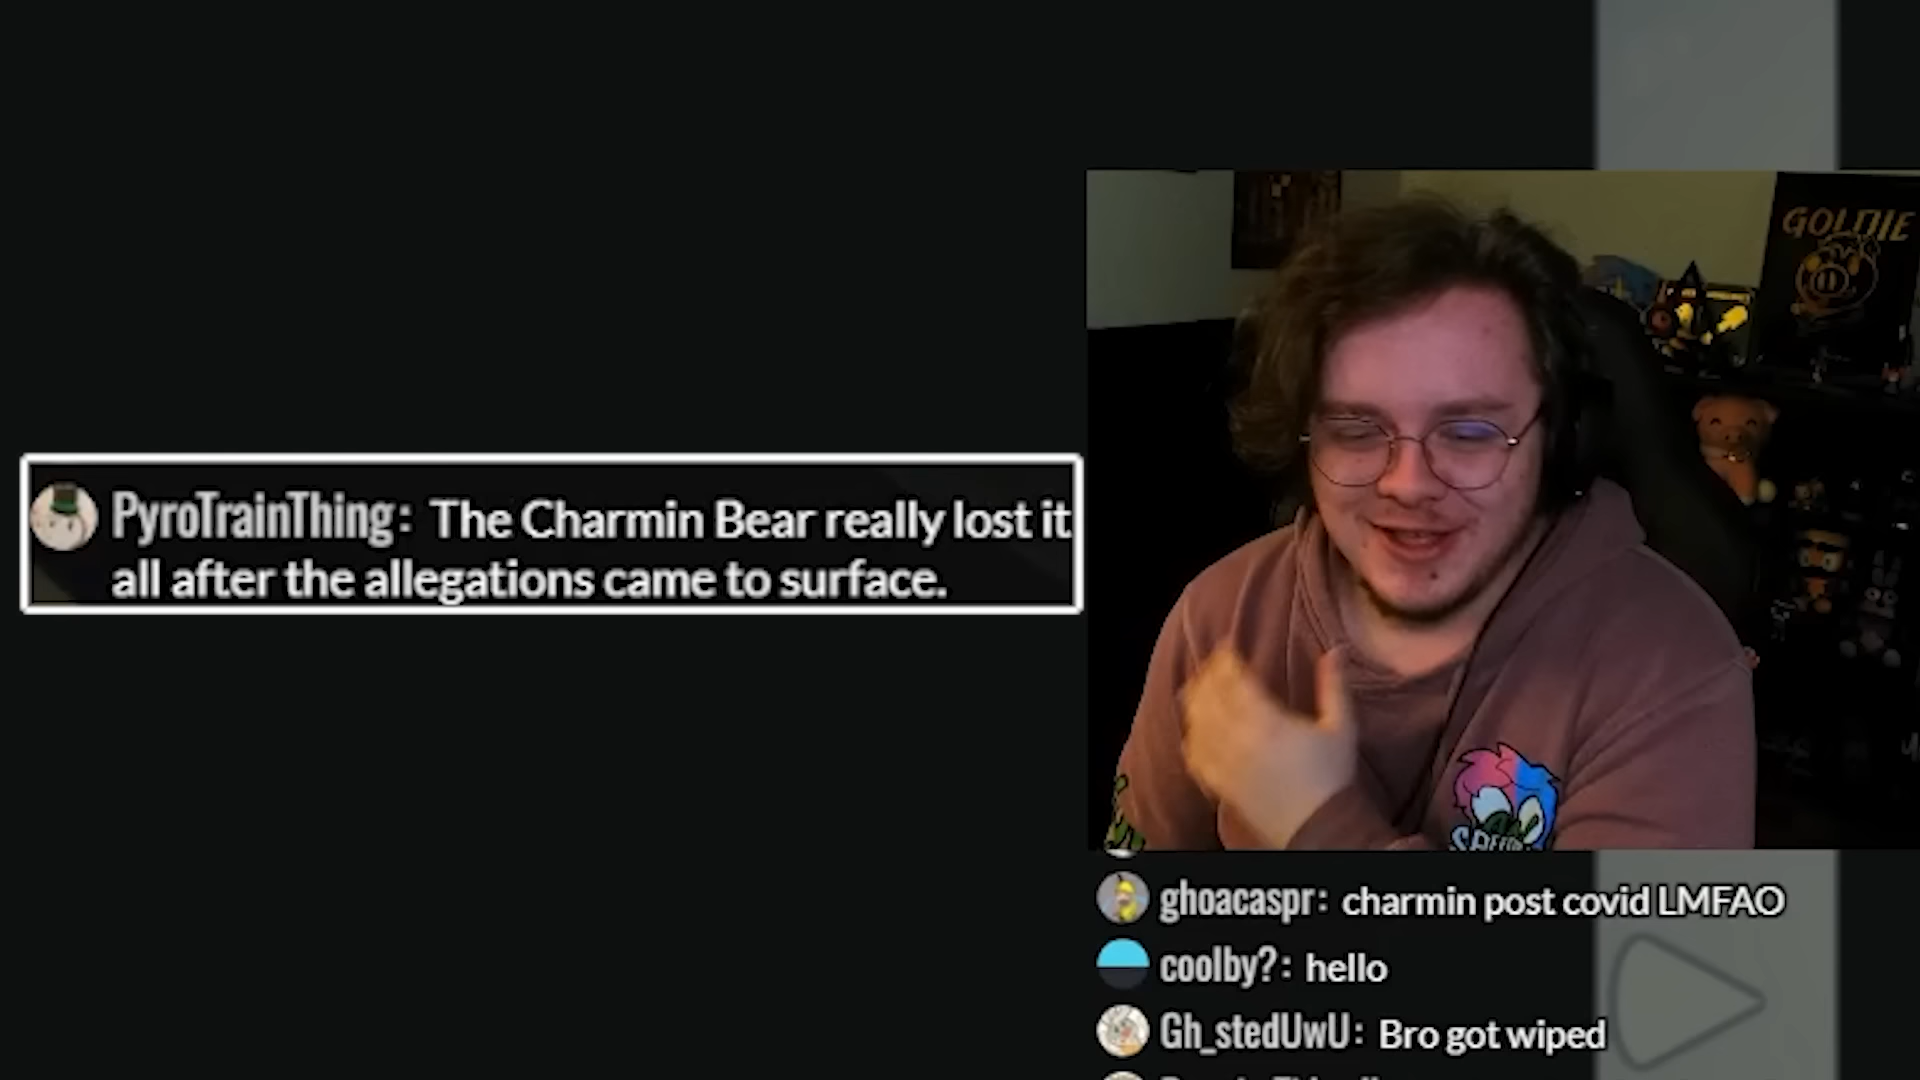 GOLDIE
PyroTrainThing: The Charmin Bear really lost it
all after the allegations came to surface.
ghoacaspr: charmin post covid LMFAO
coolby?: hello
Gh_stedUwU: Bro got wiped